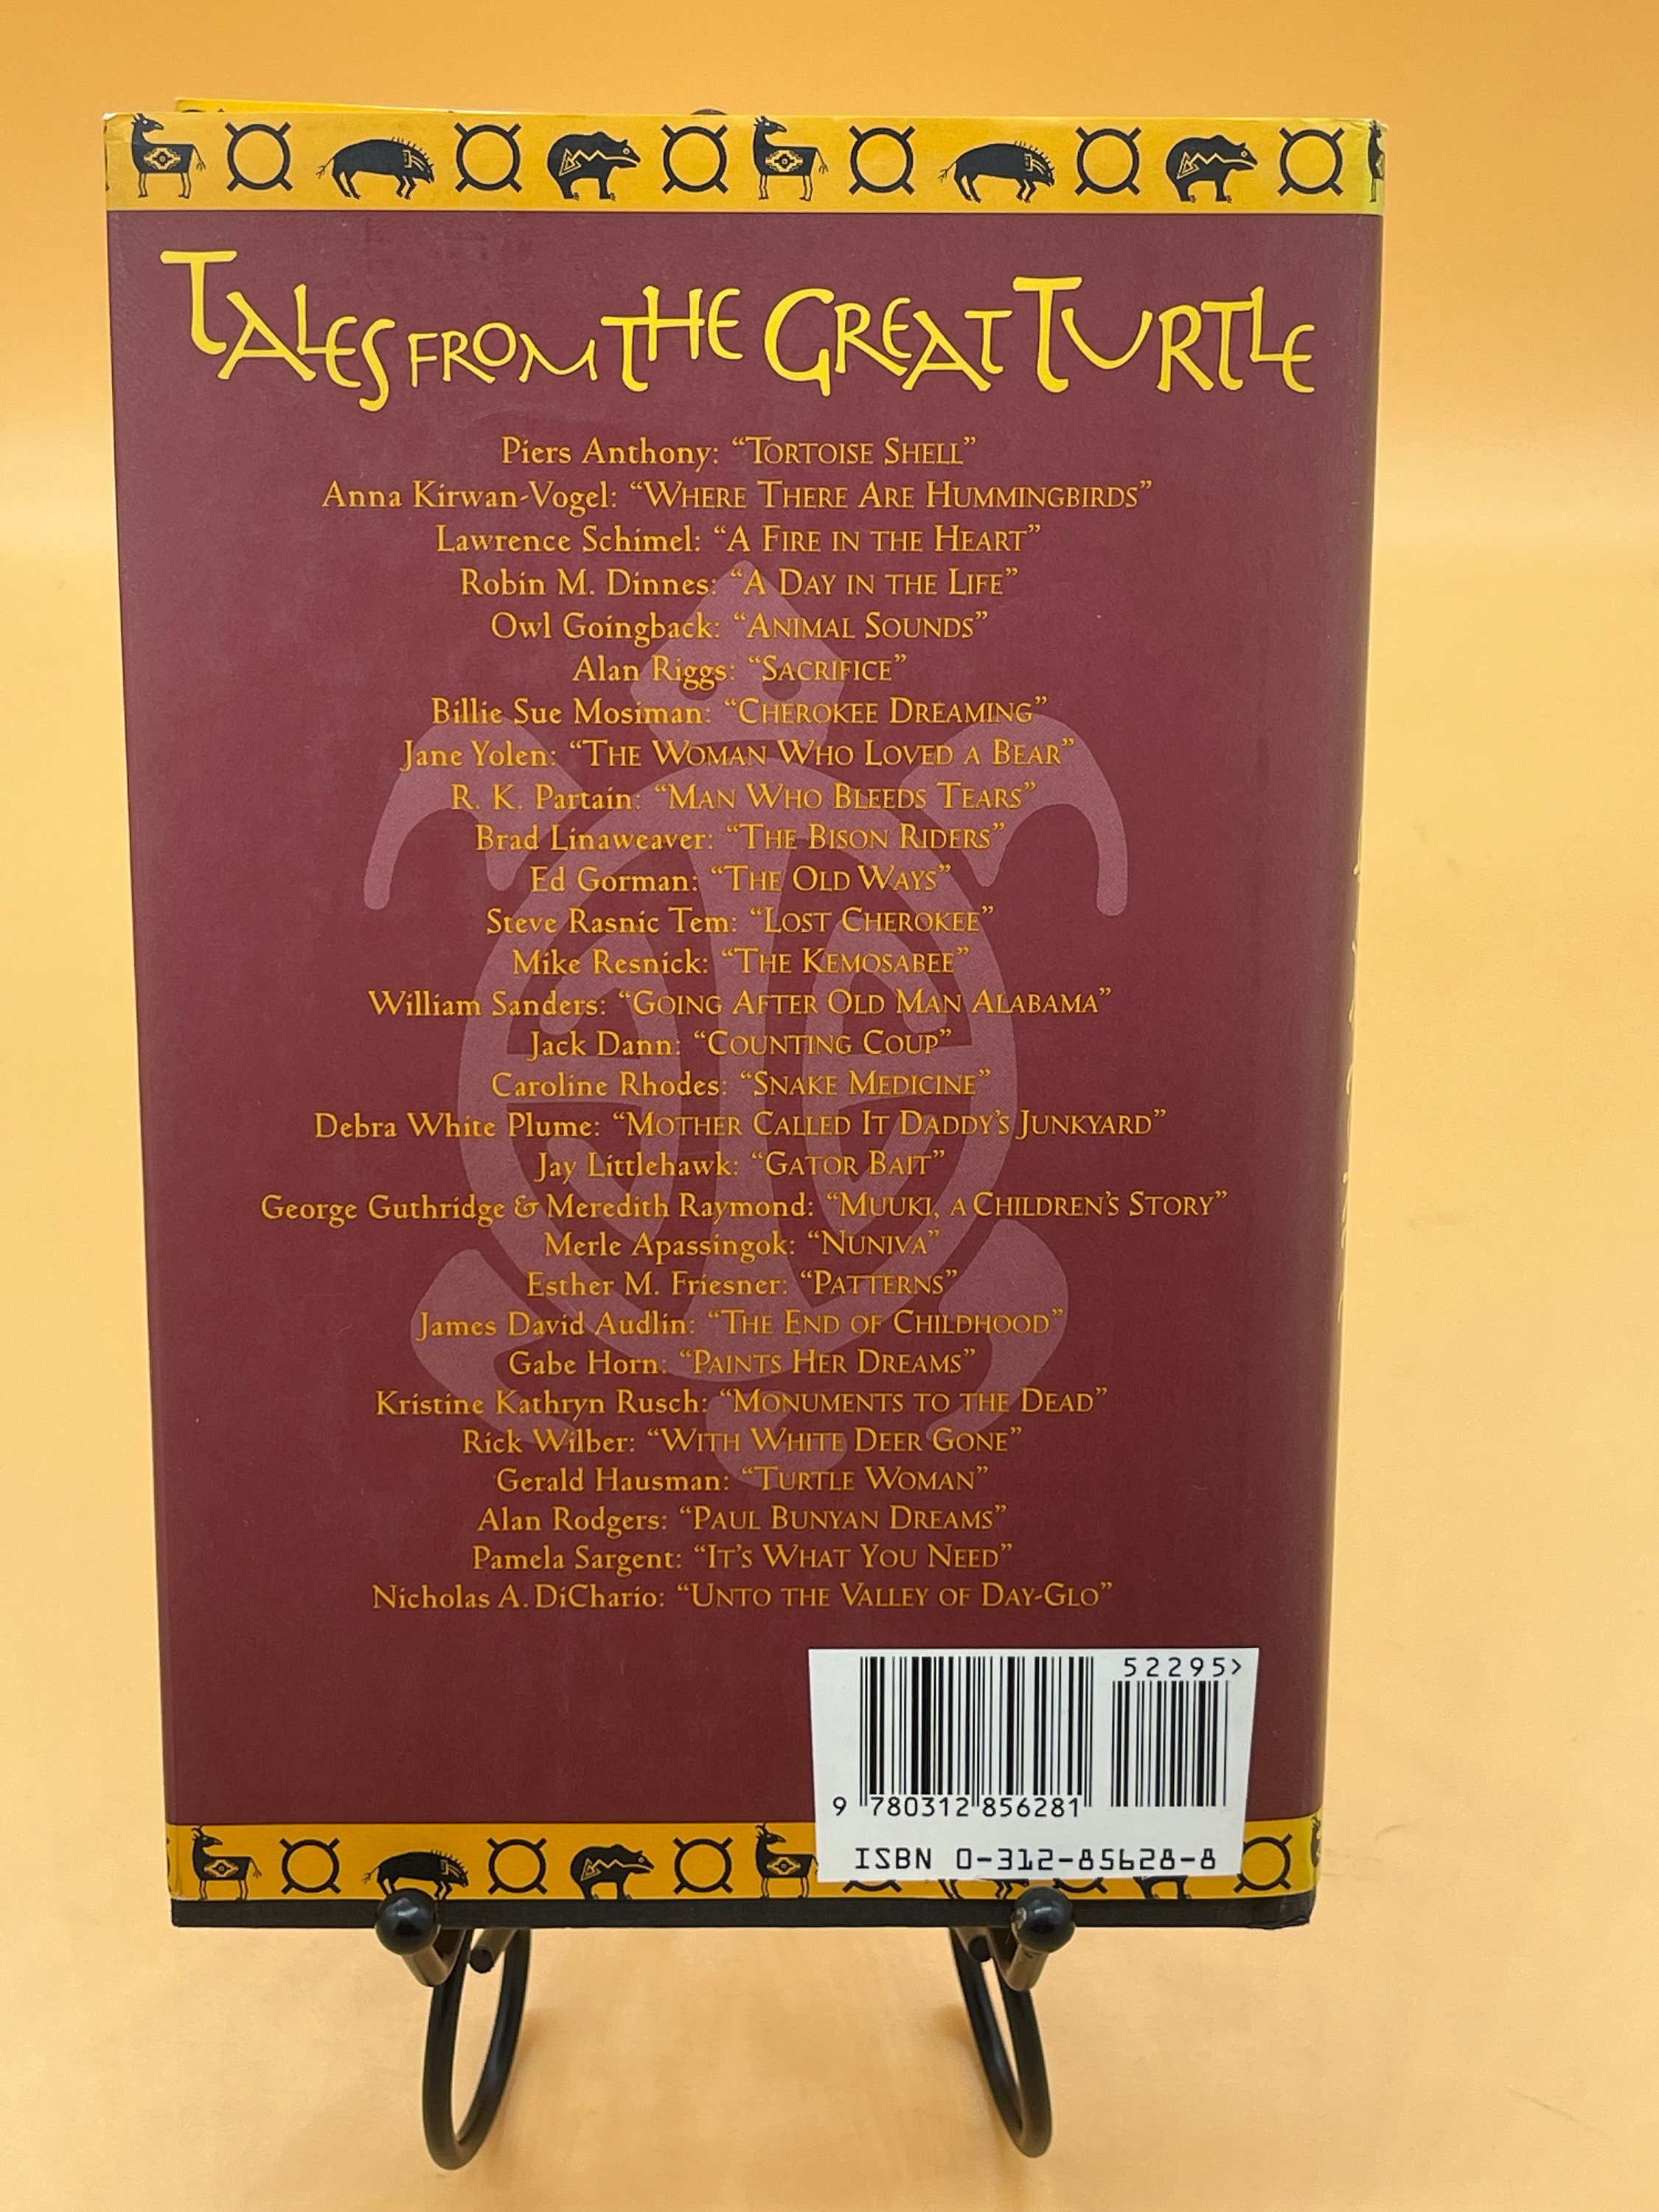 TALES FROM THE GREAT TURTLE
Piers Anthony: “TORTOISE SHELL”
Anna Kirwan-Vogel: “WHERE THERE ARE HUMMINGBIRDS”
Lawrence Schimel: “A FIRE IN THE HEART”
Robin M. Dinnes: “A DAY IN THE LIFE”
Owl Goingback: “ANIMAL SOUNDS”
Alan Riggs: “SACRIFICE”
Billie Sue Mosiman: “CHEROKEE DREAMING”
Jane Yolen: “THE WOMAN WHO LOVED A BEAR”
R. K. Partain: “MAN WHO BLEEDS TEARS”
Brad Linaweaver: “THE BISON RIDERS”
Ed Gorman: “THE OLD WAYS”
Steve Rasnic Tem: “LOST CHEROKEE”
Mike Resnick: “THE KEMOSABEE”
William Sanders: “GOING AFTER OLD MAN ALABAMA”
Jack Dann: “COUNTING COUP”
Caroline Rhodes: “SNAKE MEDICINE”
Debra White Plume: “MOTHER CALLED IT DADDY’S JUNKYARD”
Jay Littlehawk: “GATOR BAIT”
George Guthridge & Meredith Raymond: “MUUKI, A CHILDREN’S STORY”
Merle Apassingok: “NUNIVA”
Esther M. Friesner: “PATTERNS”
James David Audlin: “THE END OF CHILDHOOD”
Gabe Horn: “PAINTS HER DREAMS”
Kristine Kathryn Rusch: “MONUMENTS TO THE DEAD”
Rick Wilber: “WITH WHITE DEER GONE”
Gerald Hausman: “TURTLE WOMAN”
Alan Rodgers: “PAUL BUNYAN DREAMS”
Pamela Sargent: “IT’S WHAT YOU NEED”
Nicholas A. DiChario: “UNTO THE VALLEY OF DAY-GLO”
52295>
9 780312 856281
ISBN 0-312-85628-8